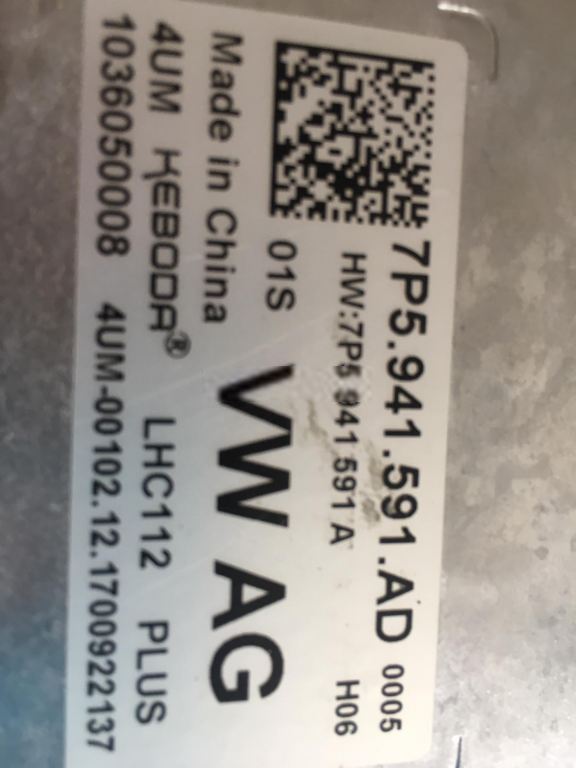 7P5.941.591.AD 0005
HW:7P5 941 591 A H06
01S VW AG
Made in China
4UM KEBODA® LHC112 PLUS
1036050008 4UM-00102.12.1700922137